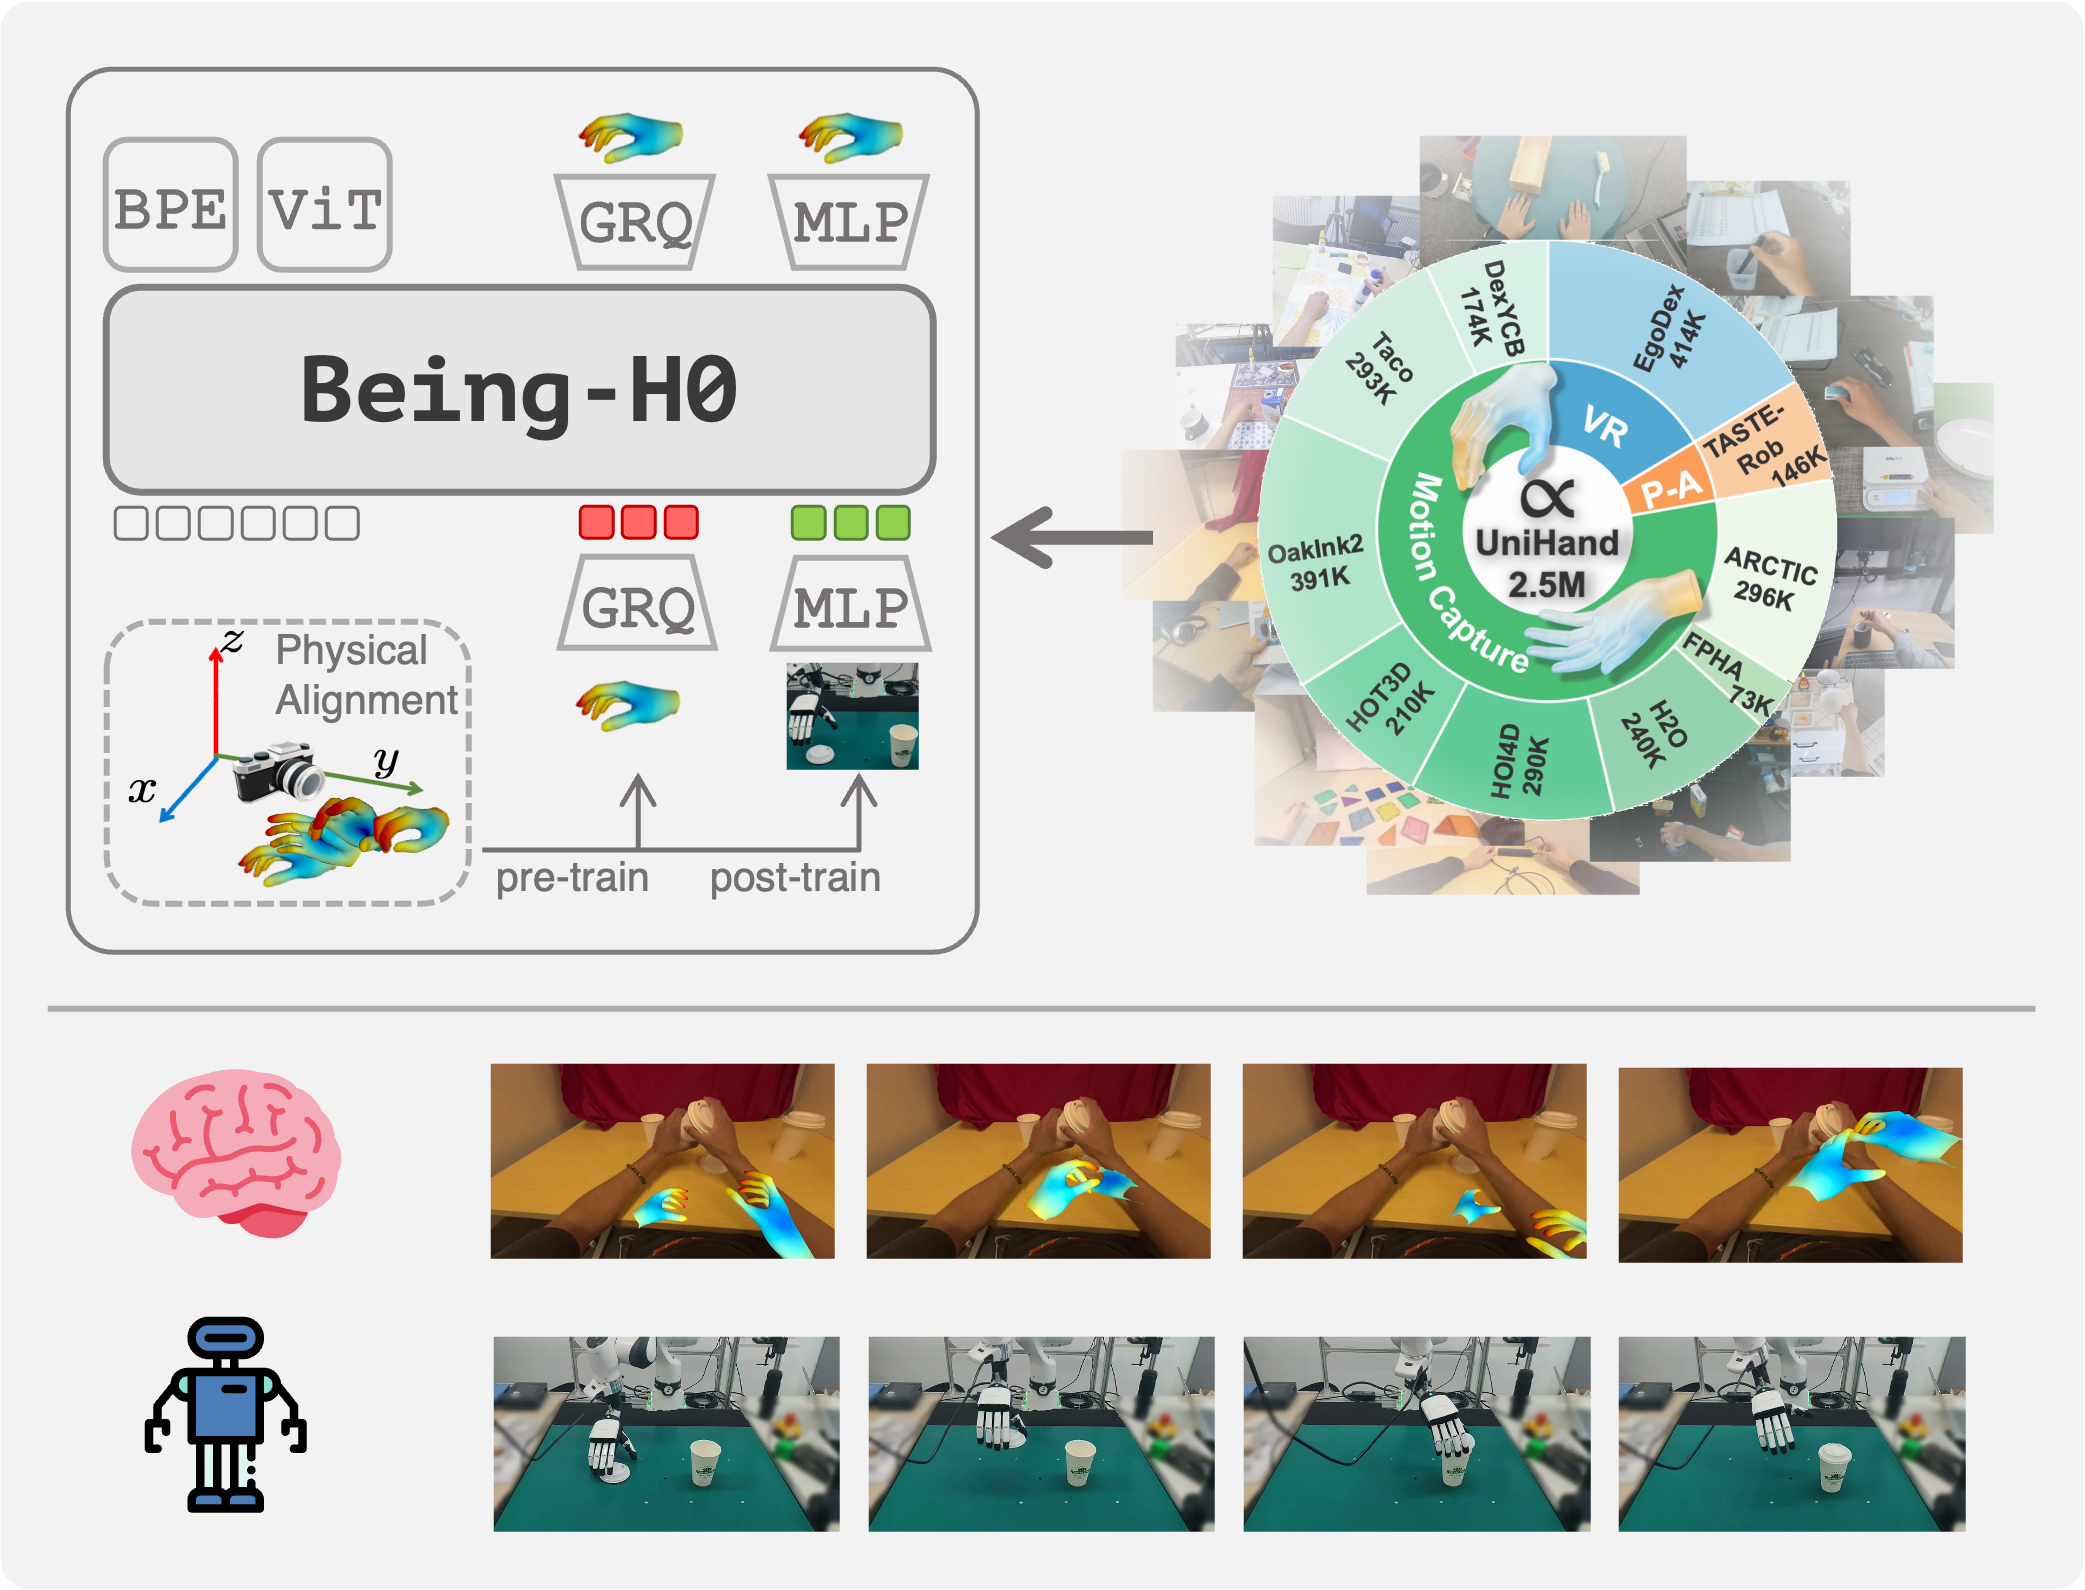 BPE
ViT
GRQ
MLP
Being-H0
GRQ
MLP
z
Physical
Alignment
x
y
pre-train
post-train
DexYCB
174K
EgoDex
414K
Taco
293K
VR
TASTE-
Rob
146K
P-A
OakInk2
391K
Motion Capture
∝
UniHand
2.5M
ARCTIC
296K
FPHA
73K
HOT3D
210K
HOI4D
290K
H2O
240K